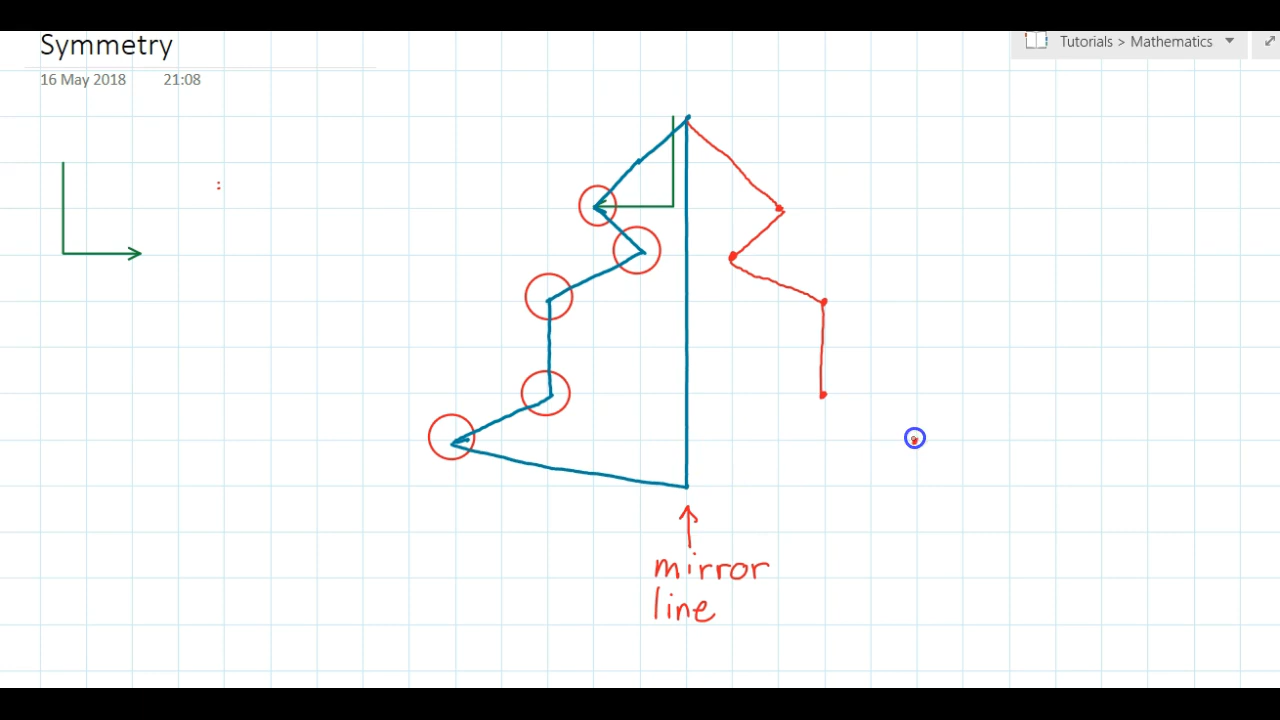 Symmetry
Tutorials > Mathematics
16 May 2018 21:08
mirror
line